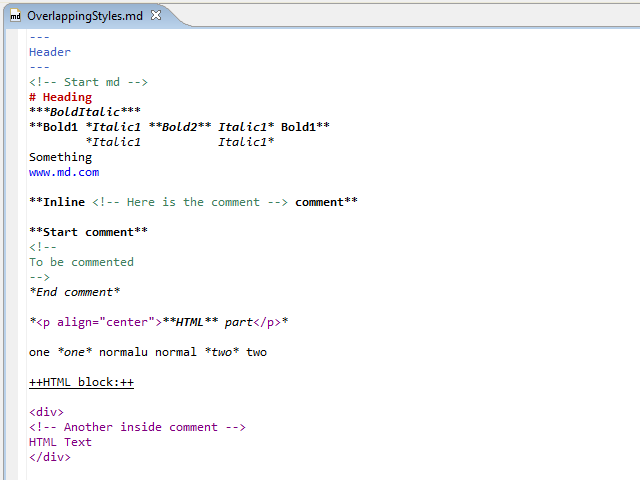 md OverlappingStyles.md
---
Header
---
<!-- Start md -->
# Heading
***BoldItalic***
**Bold1 *Italic1 **Bold2** Italic1* Bold1**
        *Italic1           Italic1*
Something
www.md.com

**Inline <!-- Here is the comment --> comment**

**Start comment**
<!--
To be commented
-->
*End comment*

*<p align="center">**HTML** part</p>*

one *one* normalu normal *two* two

++HTML block:++

<div>
<!-- Another inside comment -->
HTML Text
</div>